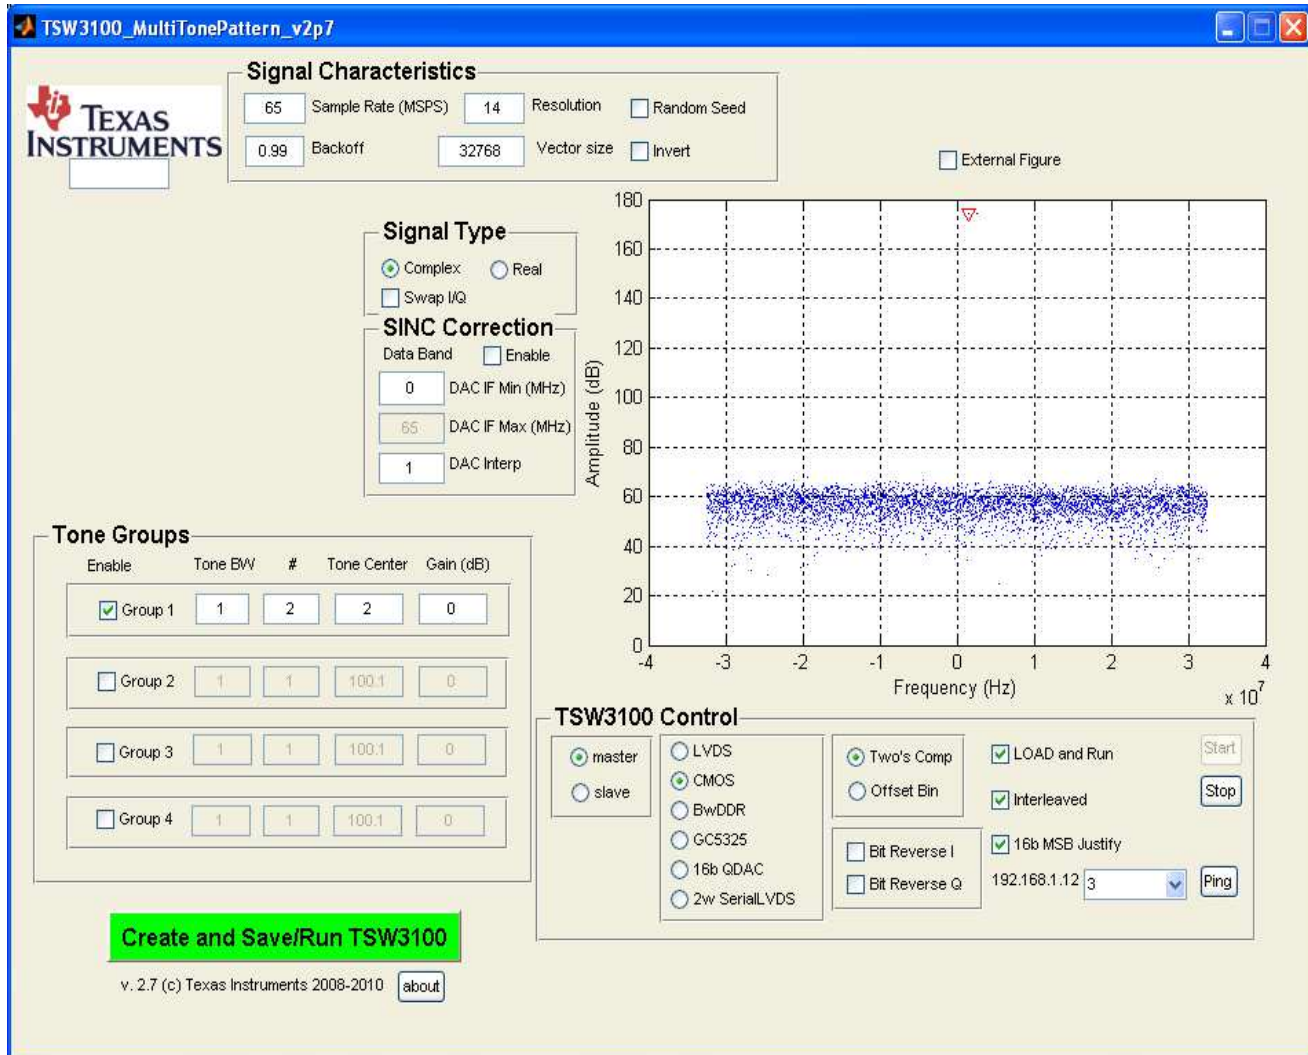 TSW3100_MultiTonePattern_v2p7
TEXAS
INSTRUMENTS
Signal Characteristics
65 Sample Rate (MSPS) 14 Resolution Random Seed
0.99 Backoff 32768 Vector size Invert
External Figure
Signal Type
Complex Real
Swap I/Q
SINC Correction
Data Band Enable
0 DAC IF Min (MHz)
65 DAC IF Max (MHz)
1 DAC Interp
180
160
140
120
100
80
60
40
20
0
Amplitude (dB)
-4 -3 -2 -1 0 1 2 3 4
Frequency (Hz)
x 10^7
Tone Groups
Enable Tone BW # Tone Center Gain (dB)
Group 1 1 2 2 0
Group 2 1 1 100.1 0
Group 3 1 1 100.1 0
Group 4 1 1 100.1 0
TSW3100 Control
master
slave
LVDS
CMOS
BwDDR
GC5325
16b QDAC
2w SerialLVDS
Two's Comp
Offset Bin
Bit Reverse I
Bit Reverse Q
LOAD and Run
Interleaved
16b MSB Justify
192.168.1.12 3
Start
Stop
Ping
Create and Save/Run TSW3100
v. 2.7 (c) Texas Instruments 2008-2010 about